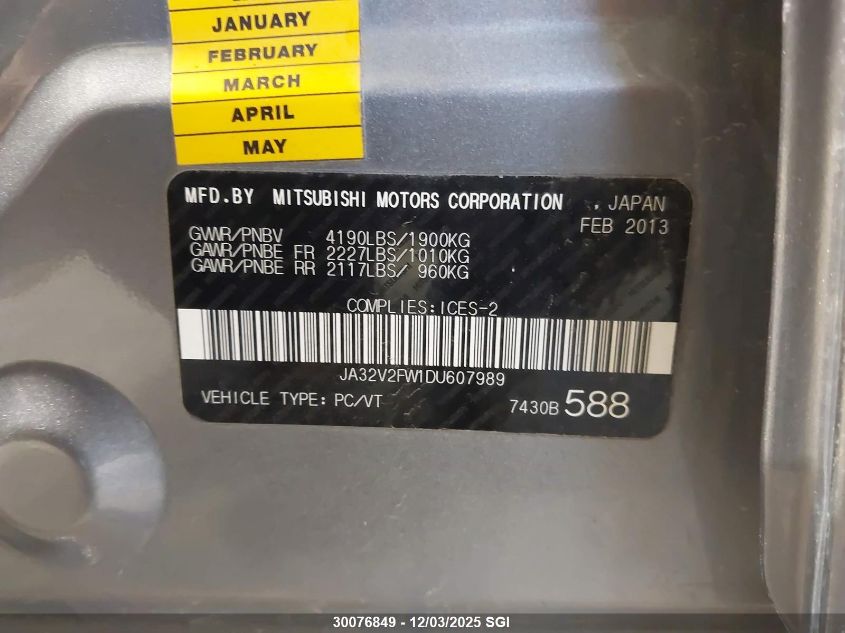 JANUARY
FEBRUARY
MARCH
APRIL
MAY
MFD.BY MITSUBISHI MOTORS CORPORATION , JAPAN
FEB 2013
GVWR/PNBV 4190LBS/1900KG
GAWR/PNBE FR 2227LBS/1010KG
GAWR/PNBE RR 2117LBS/ 960KG
COMPLIES:ICES-2
JA32V2FW1DU607989
VEHICLE TYPE: PC/VT 7430B 588
30076849 - 12/03/2025 SGI